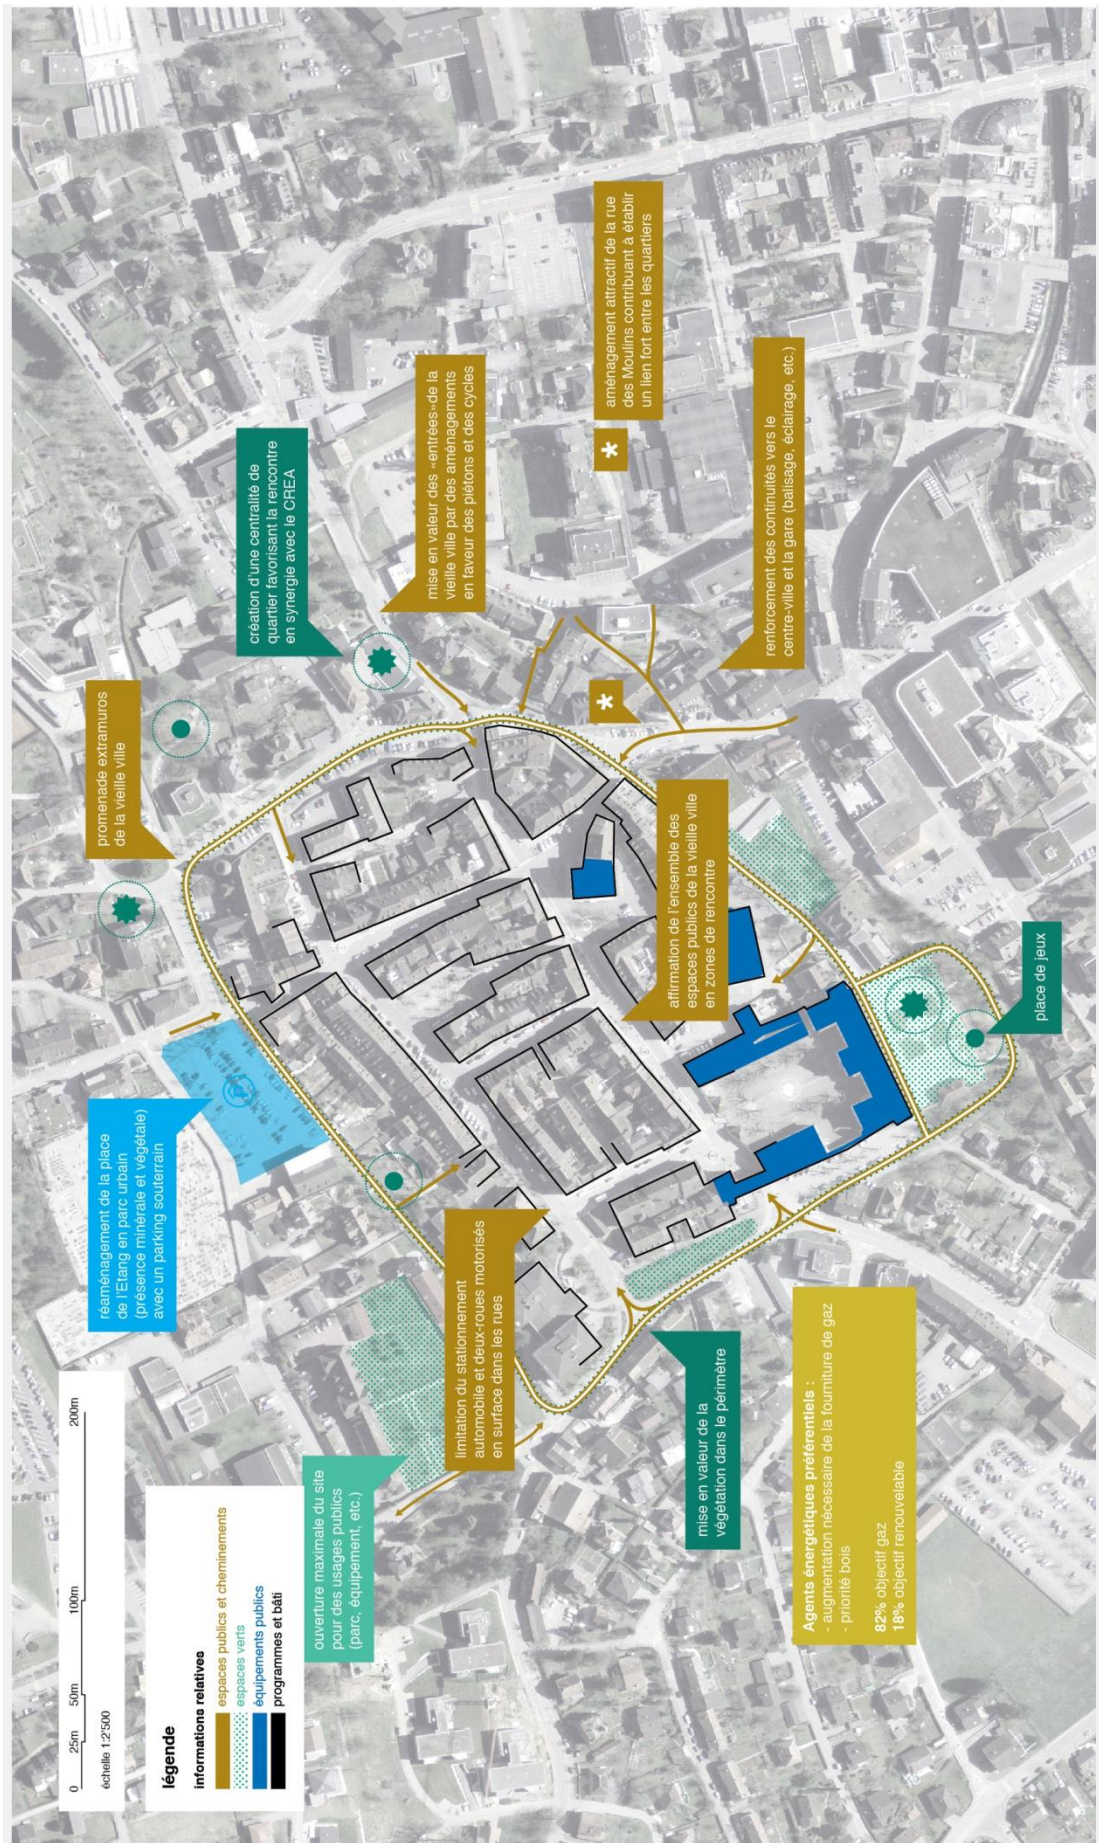 0 25m 50m 100m 200m
échelle 1:2'500
légende
informations relatives
espaces publics et cheminements
espaces verts
équipements publics
programmes et bâti
réaménagement de la place
de l'Etang en parc urbain
(présence minérale et végétale)
avec un parking souterrain
P
promenade extramuros
de la vieille ville
création d'une centralité de
quartier favorisant la rencontre
en synergie avec le CREA
mise en valeur des «entrées» de la
vieille ville par des aménagements
en faveur des piétons et des cycles
*
aménagement attractif de la rue
des Moulins contribuant à établir
un lien fort entre les quartiers
*
renforcement des continuités vers le
centre-ville et la gare (balisage, éclairage, etc.)
ouverture maximale du site
pour des usages publics
(parc, équipement, etc.)
limitation du stationnement
automobile et deux-roues motorisés
en surface dans les rues
affirmation de l'ensemble des
espaces publics de la vieille ville
en zones de rencontre
mise en valeur de la
végétation dans le périmètre
place de jeux
Agents énergétiques préférentiels :
- augmentation nécessaire de la fourniture de gaz
- priorité bois
82% objectif gaz
18% objectif renouvelable